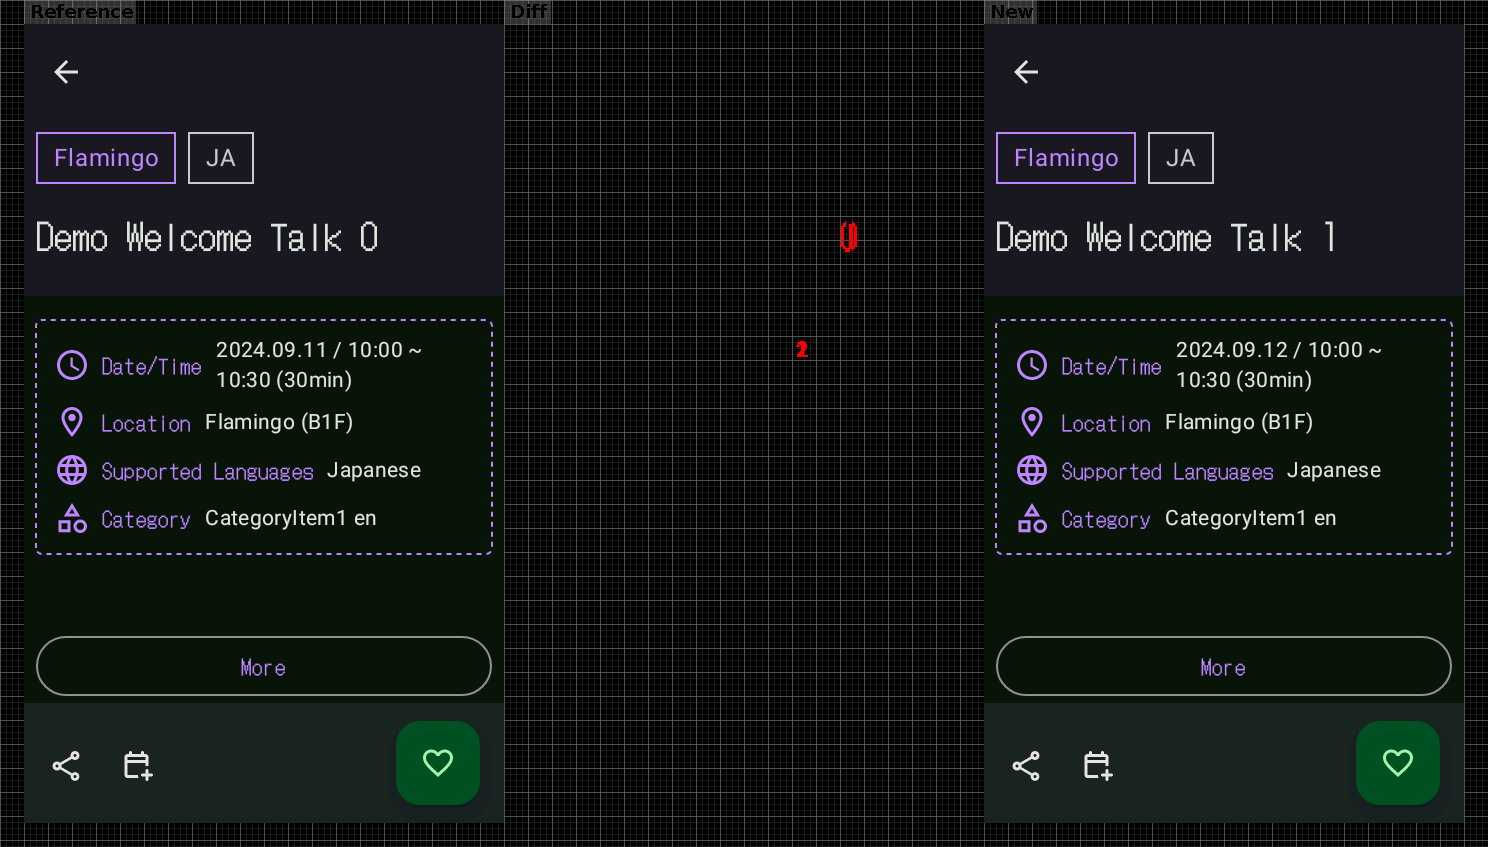 Reference
Flamingo
JA
Demo Welcome Talk 0
Date/Time
2024.09.11 / 10:00 ~
10:30 (30min)
Location
Flamingo (B1F)
Supported Languages
Japanese
Category
CategoryItem1 en
More
Diff
New
Flamingo
JA
Demo Welcome Talk 1
Date/Time
2024.09.12 / 10:00 ~
10:30 (30min)
Location
Flamingo (B1F)
Supported Languages
Japanese
Category
CategoryItem1 en
More